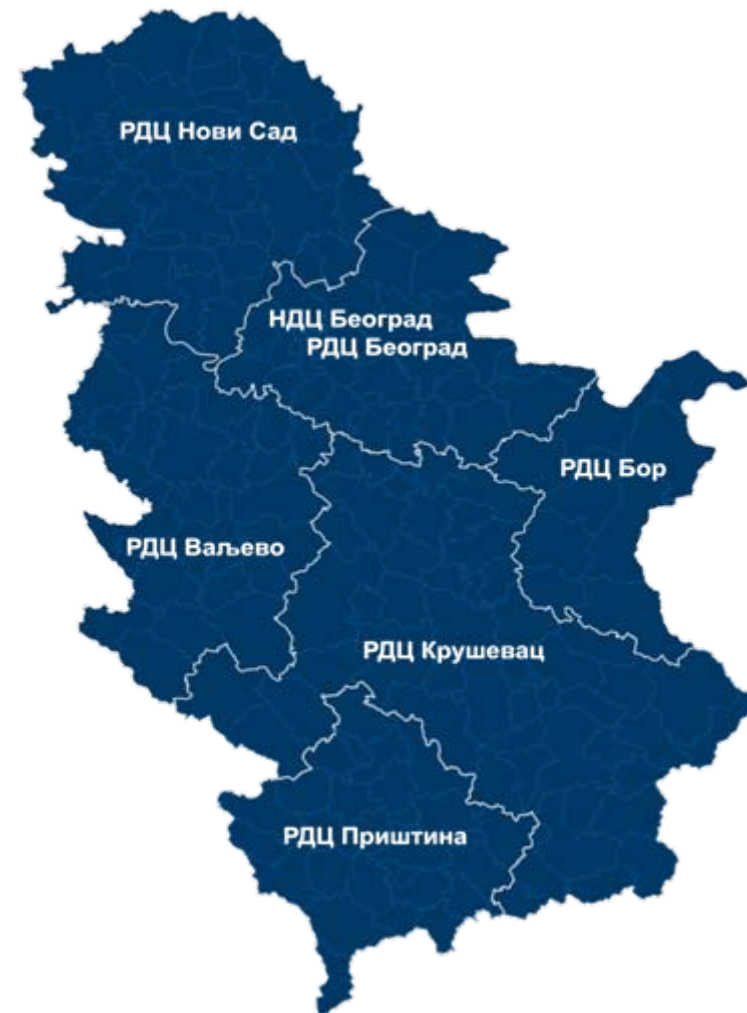 РДЦ Нови Сад
НДЦ Београд
РДЦ Београд
РДЦ Бор
РДЦ Ваљево
РДЦ Крушевац
РДЦ Приштина